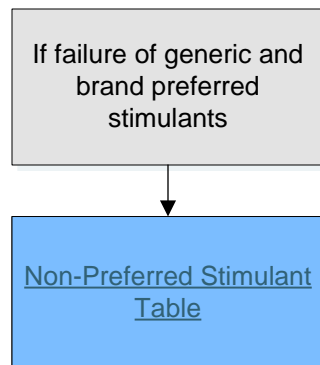 If failure of generic and
brand preferred
stimulants
Non-Preferred Stimulant
Table